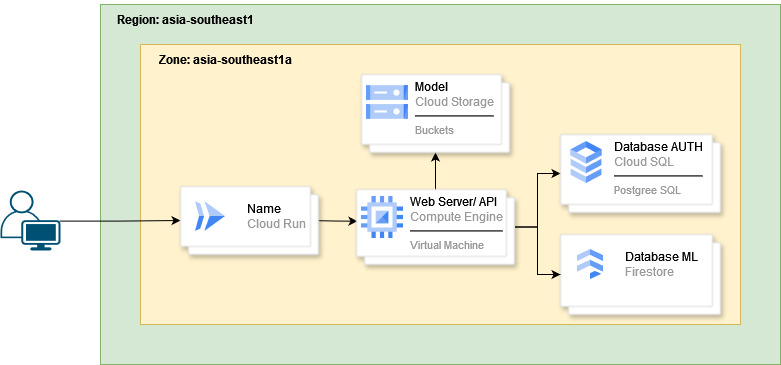 Region: asia-southeast1
Zone: asia-southeast1a
Model
Cloud Storage
Buckets
Name
Cloud Run
Web Server/ API
Compute Engine
Virtual Machine
Database AUTH
Cloud SQL
Postgree SQL
Database ML
Firestore